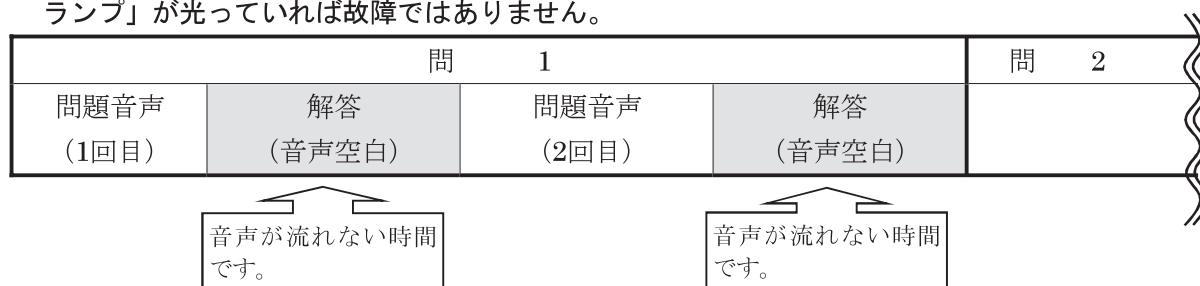 ランプ」が光っていれば故障ではありません。
問 1
問 2
問題音声
(1回目)
解答
(音声空白)
問題音声
(2回目)
解答
(音声空白)
音声が流れない時間
です。
音声が流れない時間
です。